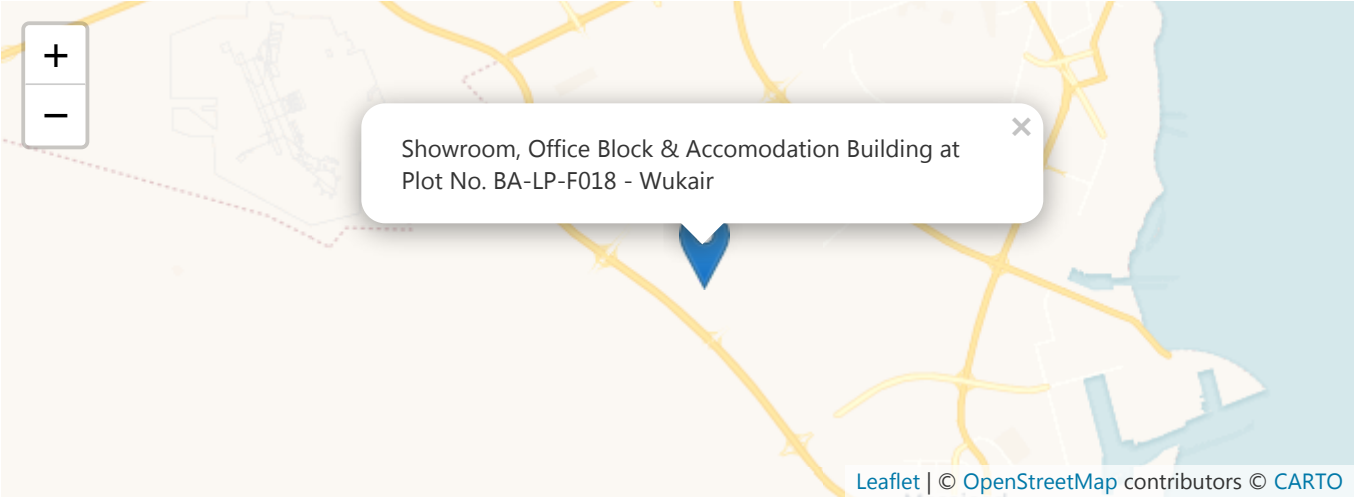 +
−
×
Showroom, Office Block & Accomodation Building at
Plot No. BA-LP-F018 - Wukair
Leaflet | © OpenStreetMap contributors © CARTO